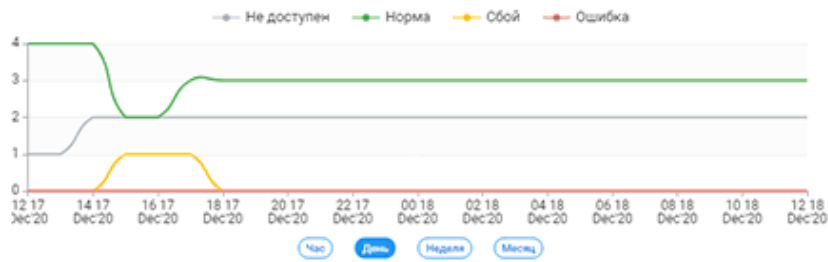 Не доступен Норма Сбой Ошибка
4
3
2
1
0
12 17 14 17 16 17 18 17 20 17 22 17 00 18 02 18 04 18 06 18 08 18 10 18 12 18
Dec'20 Dec'20 Dec'20 Dec'20 Dec'20 Dec'20 Dec'20 Dec'20 Dec'20 Dec'20 Dec'20 Dec'20 Dec'20
Час День Неделя Месяц